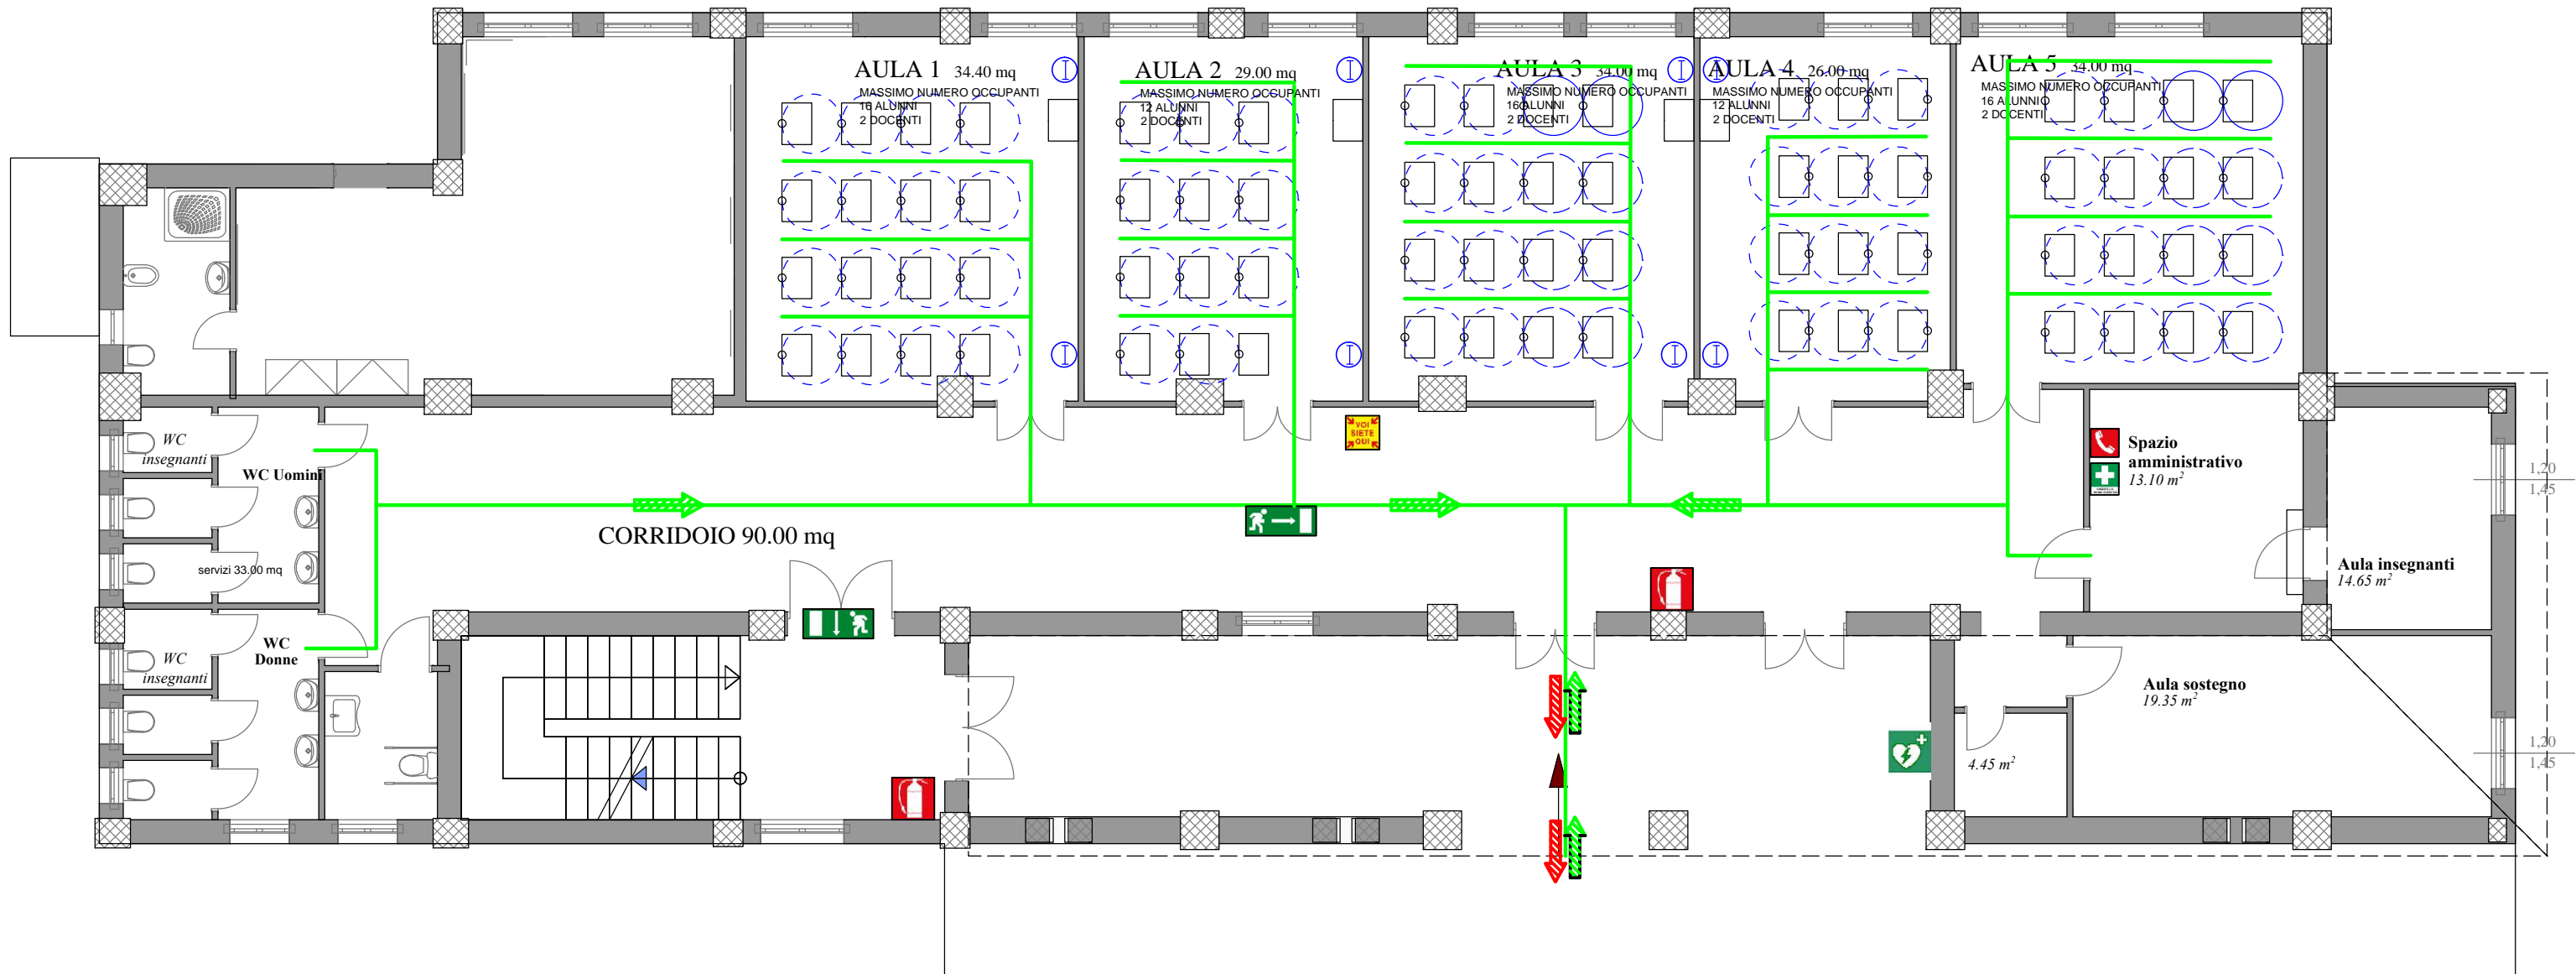 AULA 1 34.40 mq
MASSIMO NUMERO OCCUPANTI
16 ALUNNI
2 DOCENTI
AULA 2 29.00 mq
MASSIMO NUMERO OCCUPANTI
12 ALUNNI
2 DOCENTI
AULA 3 34.00 mq
MASSIMO NUMERO OCCUPANTI
16 ALUNNI
2 DOCENTI
AULA 4 26.00 mq
MASSIMO NUMERO OCCUPANTI
12 ALUNNI
2 DOCENTI
AULA 5 34.00 mq
MASSIMO NUMERO OCCUPANTI
16 ALUNNI
2 DOCENTI
VOI
SIETE
QUI
WC
insegnanti
WC Uomini
servizi 33.00 mq
CORRIDOIO 90.00 mq
Spazio
amministrativo
13.10 m²
1,20
1,45
Aula insegnanti
14.65 m²
WC
Donne
WC
insegnanti
Aula sostegno
19.35 m²
4.45 m²
1,20
1,45